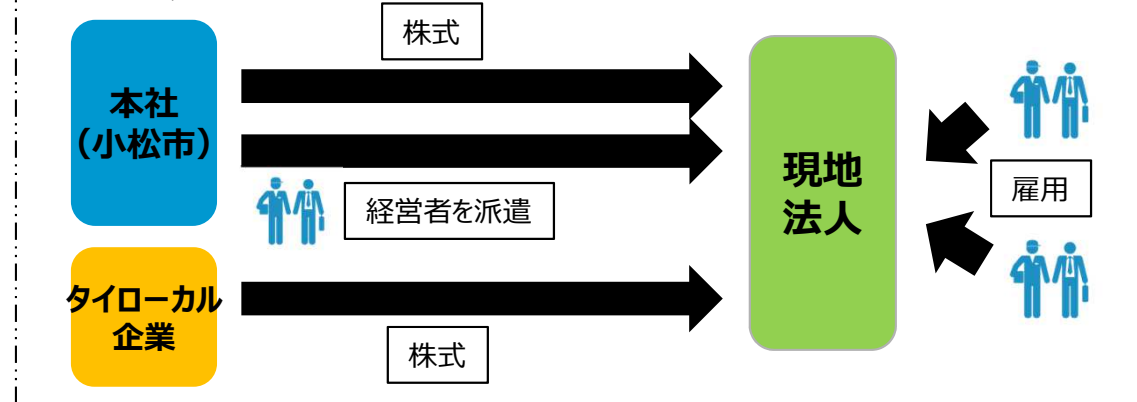 株式
本社
（小松市）
経営者を派遣
現地
法人
雇用
タイローカル
企業
株式